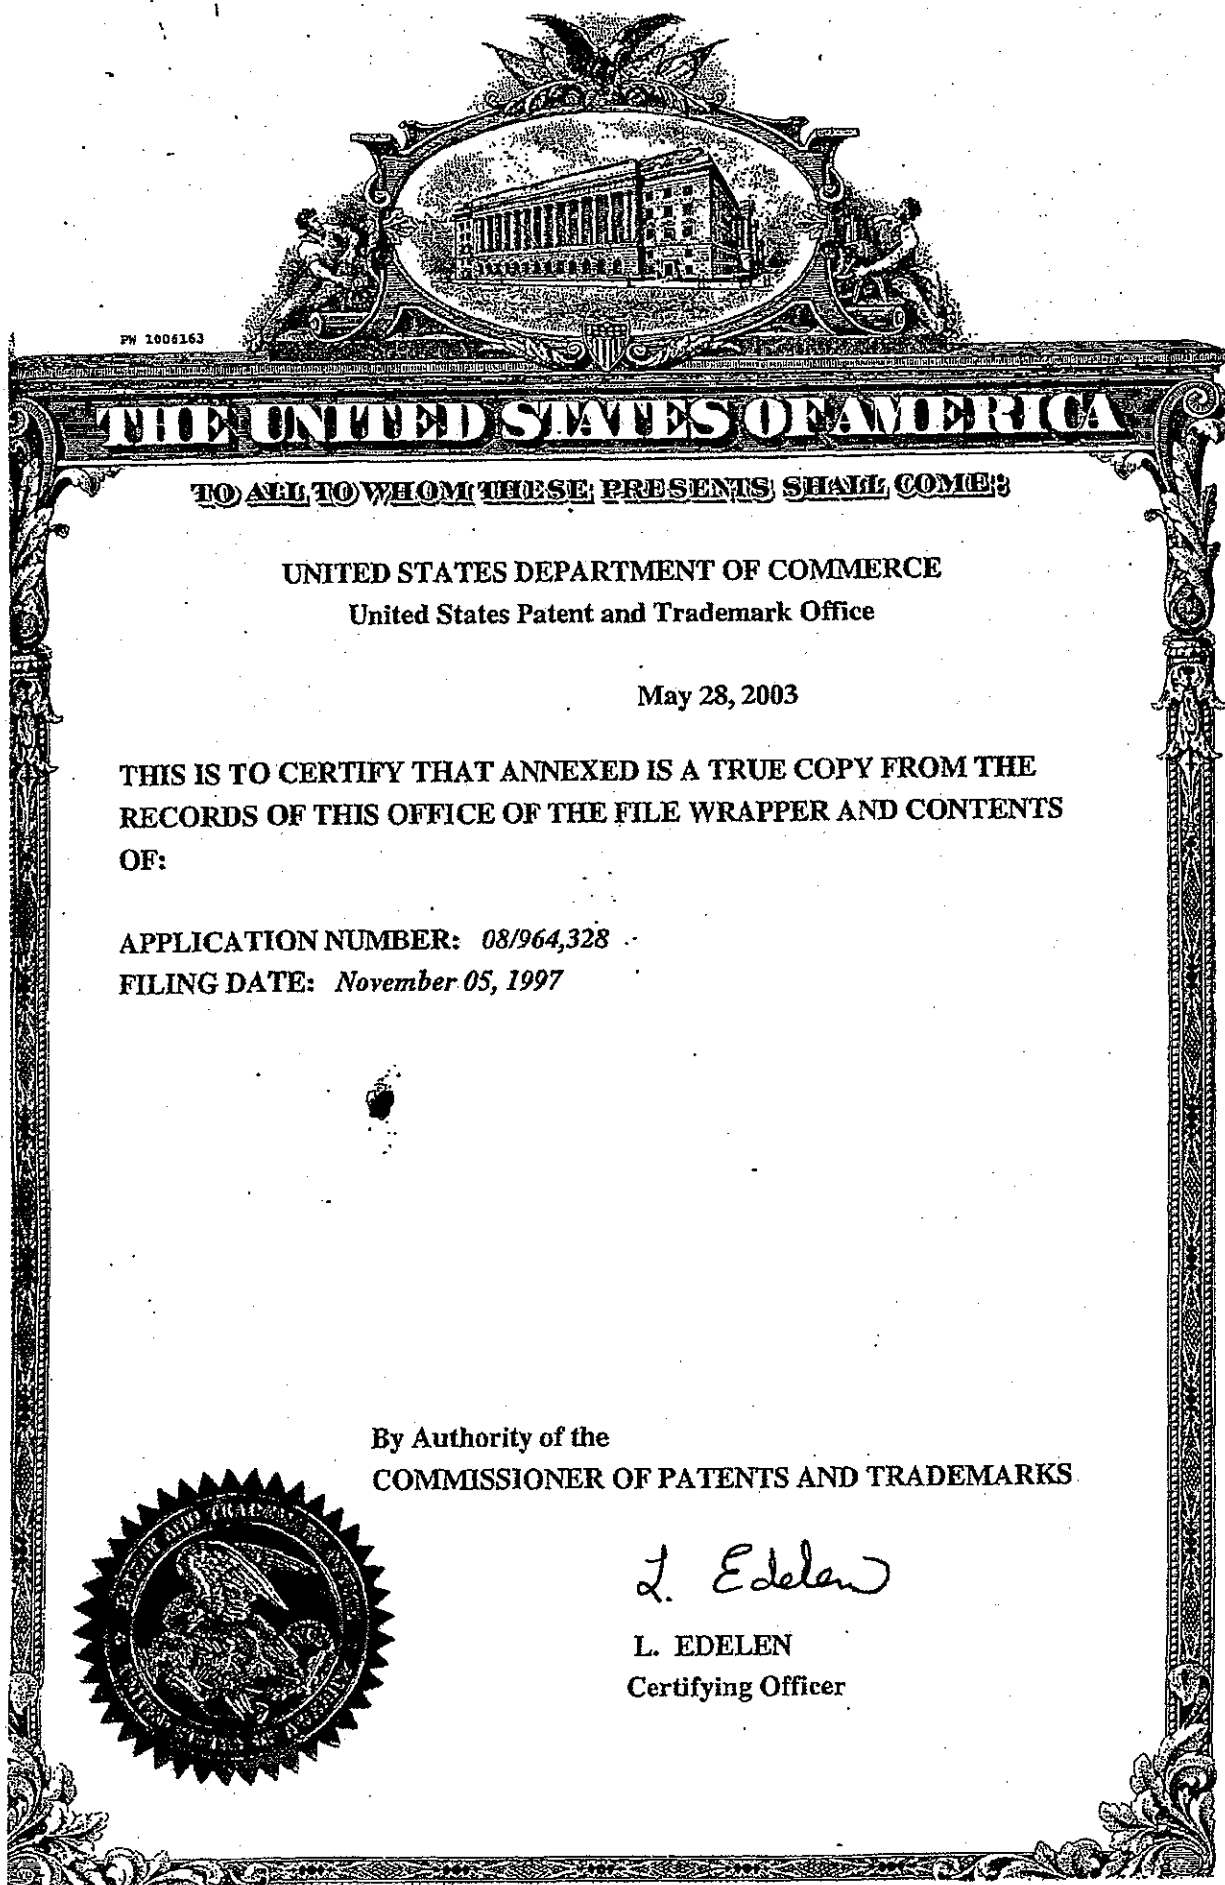 PW 1006163
THE UNITED STATES OF AMERICA
TO ALL TO WHOM THESE PRESENTS SHALL COME:
UNITED STATES DEPARTMENT OF COMMERCE
United States Patent and Trademark Office
May 28, 2003
THIS IS TO CERTIFY THAT ANNEXED IS A TRUE COPY FROM THE
RECORDS OF THIS OFFICE OF THE FILE WRAPPER AND CONTENTS
OF:
APPLICATION NUMBER: 08/964,328
FILING DATE: November 05, 1997
By Authority of the
COMMISSIONER OF PATENTS AND TRADEMARKS
L. Edelen
L. EDELEN
Certifying Officer